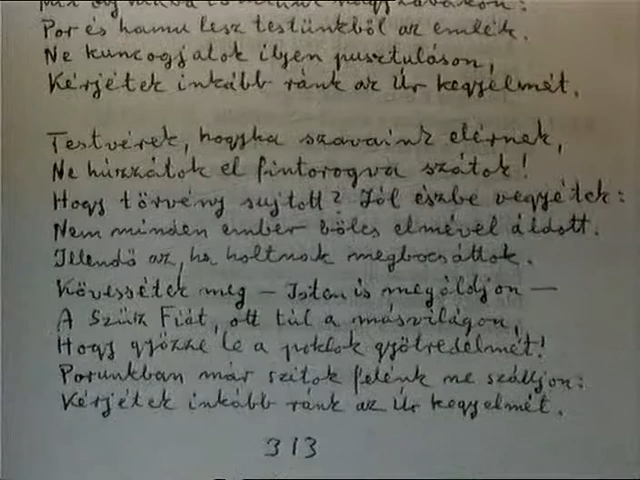 Por és hamu lesz testünkből az emlék.
Ne kuncogjatok ilyen pusztuláson,
Kérjétek inkább ránk az Úr kegyelmét.
Testvérek, hogyha szavaink elérnek,
Ne húzzátok el fintorogva szátok!
Hogy törvény sujtott? Jól észbe vegyétek:
Nem minden ember bölcs elmével áldott.
Illendő az, ha holtnak megbocsáttok.
Kövessétek meg — Isten is megáldjon —
A Szűz Fiát, ott túl a másvilágon,
Hogy győzze le a poklok gyötredelmét!
Porunkban már szitok felénk ne szálljon:
Kérjétek inkább ránk az Úr kegyelmét.
313